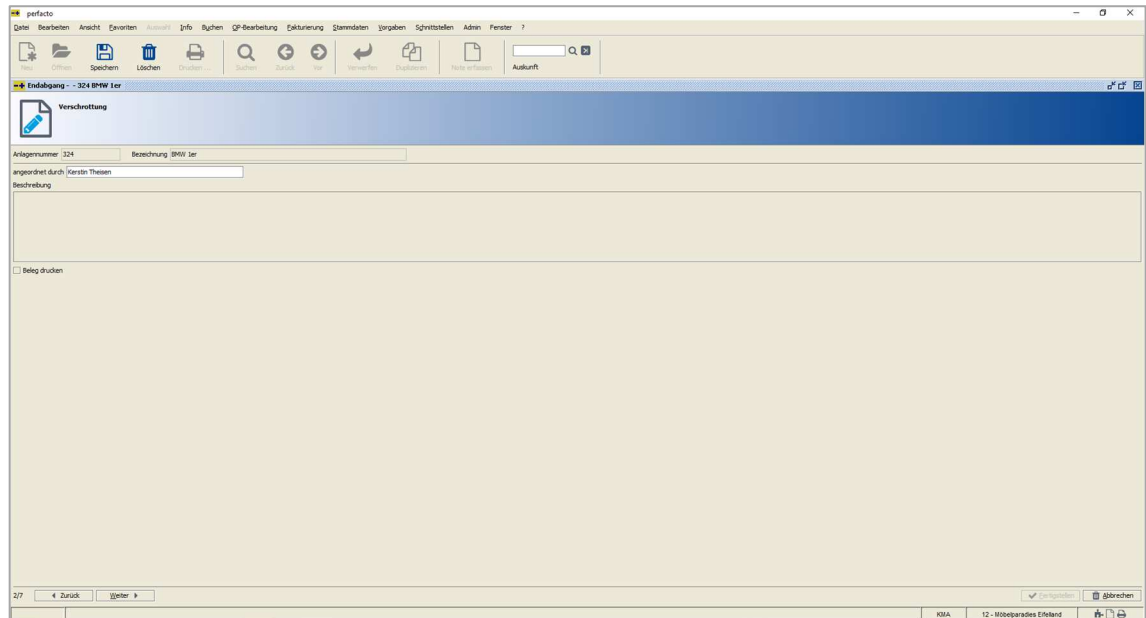 perfacto
Datei Bearbeiten Ansicht Favoriten Auswahl Info Buchen OP-Bearbeitung Fakturierung Stammdaten Vorgaben Schnittstellen Admin Fenster ?
Neu Öffnen Speichern Löschen Drucken ... Suchen Zurück Vor Verwerfen Duplizieren Note erfassen Auskunft
Endabgang - - 324 BMW 1er
Verschrottung
Anlagennummer 324 Bezeichnung BMW 1er
angeordnet durch Kerstin Theisen
Beschreibung
Beleg drucken
2/7 Zurück Weiter Fertigstellen Abbrechen
KMA 12 - Möbelparadies Eifelland